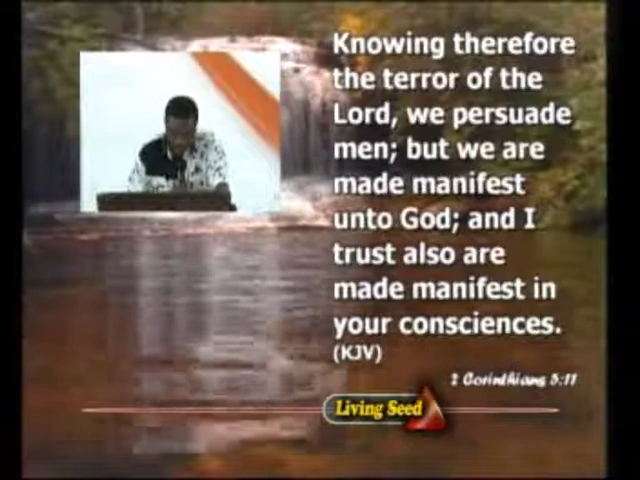 Knowing therefore
the terror of the
Lord, we persuade
men; but we are
made manifest
unto God; and I
trust also are
made manifest in
your consciences.
(KJV)
2 Corinthians 5:11
Living Seed